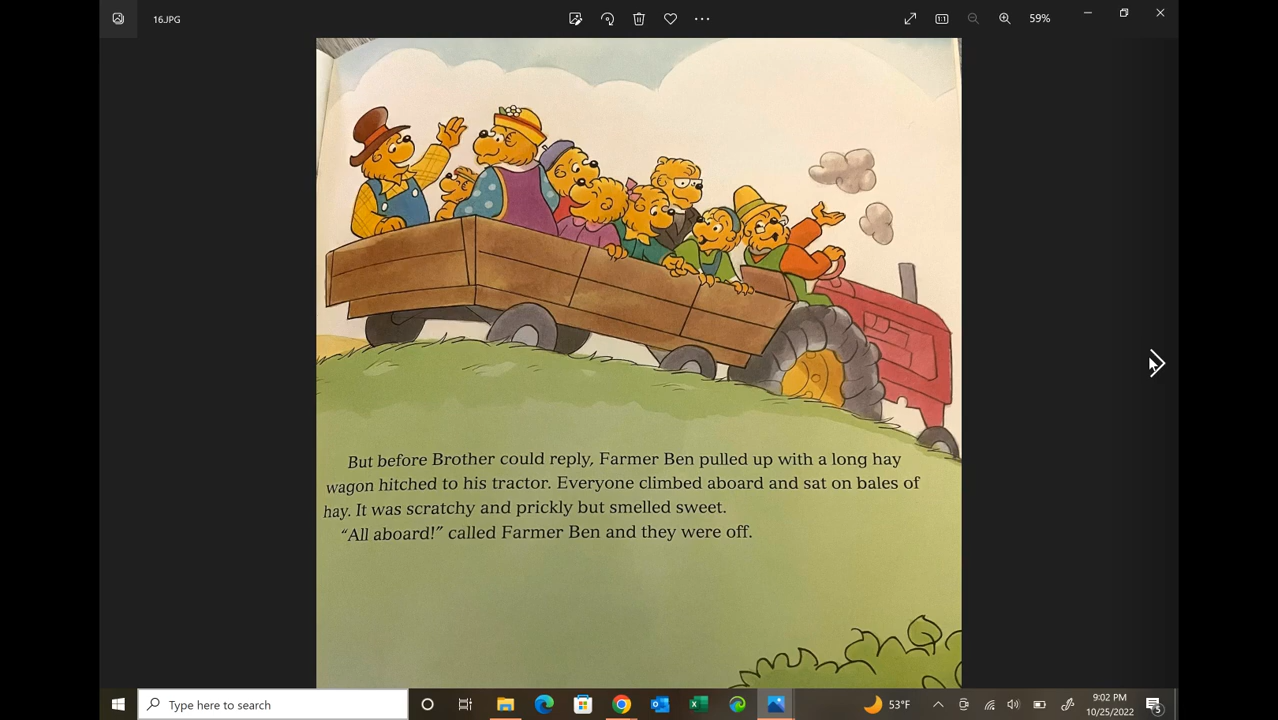 16.JPG
59%
But before Brother could reply, Farmer Ben pulled up with a long hay
wagon hitched to his tractor. Everyone climbed aboard and sat on bales of
hay. It was scratchy and prickly but smelled sweet.
“All aboard!” called Farmer Ben and they were off.
Type here to search
53°F
9:02 PM
10/25/2022
5